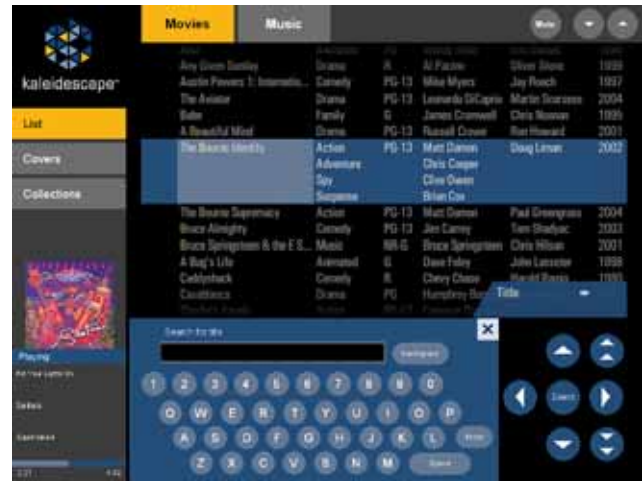 Movies Music Mute
kaleidescape
List
Covers
Collections
Any Given Sunday Drama R Al Pacino Oliver Stone 1999
Austin Powers 1: Internatio... Comedy PG-13 Mike Myers Jay Roach 1997
The Aviator Drama PG-13 Leonardo DiCaprio Martin Scorsese 2004
Babe Family G James Cromwell Chris Noonan 1995
A Beautiful Mind Drama PG-13 Russell Crowe Ron Howard 2001
The Bourne Identity Action PG-13 Matt Damon Doug Liman 2002
Adventure Chris Cooper
Spy Clive Owen
Suspense Brian Cox
The Bourne Supremacy Action PG-13 Matt Damon Paul Greengrass 2004
Bruce Almighty Comedy PG-13 Jim Carrey Tom Shadyac 2003
Bruce Springsteen & the E S... Music NR-G Bruce Springsteen Chris Hilson 2001
A Bug's Life Animated G Dave Foley John Lasseter 1998
Caddyshack Comedy R Chevy Chase Harold Ramis 1980
Casablanca Drama PG Humphrey Bog
Title
Search for title
Playing
1 2 3 4 5 6 7 8 9 0
Q W E R T Y U I O P
A S D F G H J K L
Z X C V B N M Space